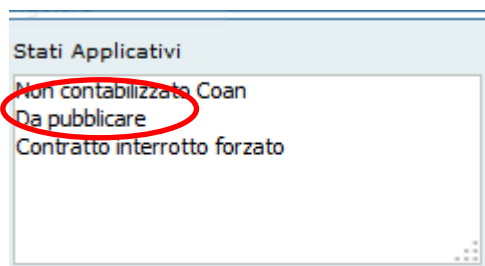 Stati Applicativi
Non contabilizzato Coan
Da pubblicare
Contratto interrotto forzato